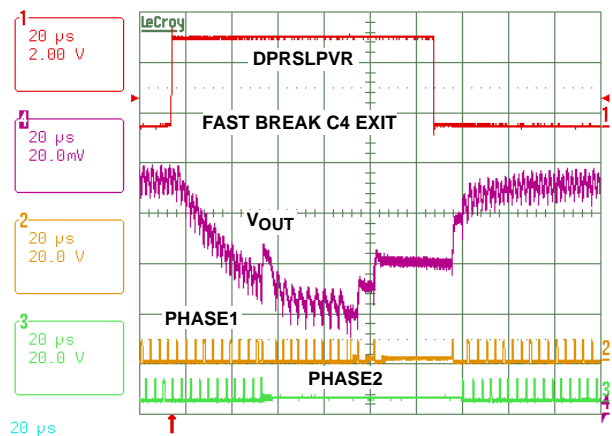 1
20 µs
2.00 V
4
20 µs
20.0mV
2
20 µs
20.0 V
3
20 µs
20.0 V
20 µs
LeCroy
DPRSLPVR
FAST BREAK C4 EXIT
VOUT
PHASE1
PHASE2
1
2
3
4